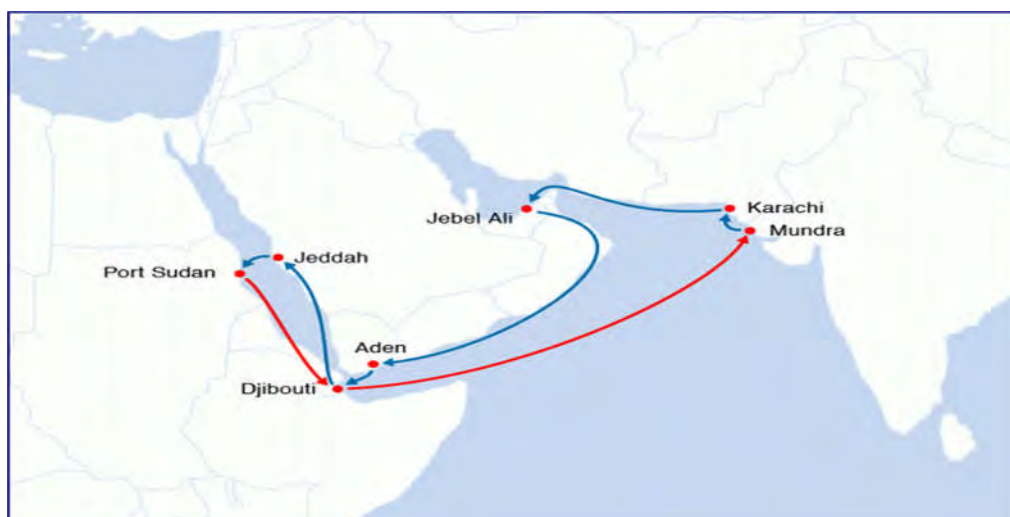 Karachi
Jebel Ali
Mundra
Jeddah
Port Sudan
Aden
Djibouti